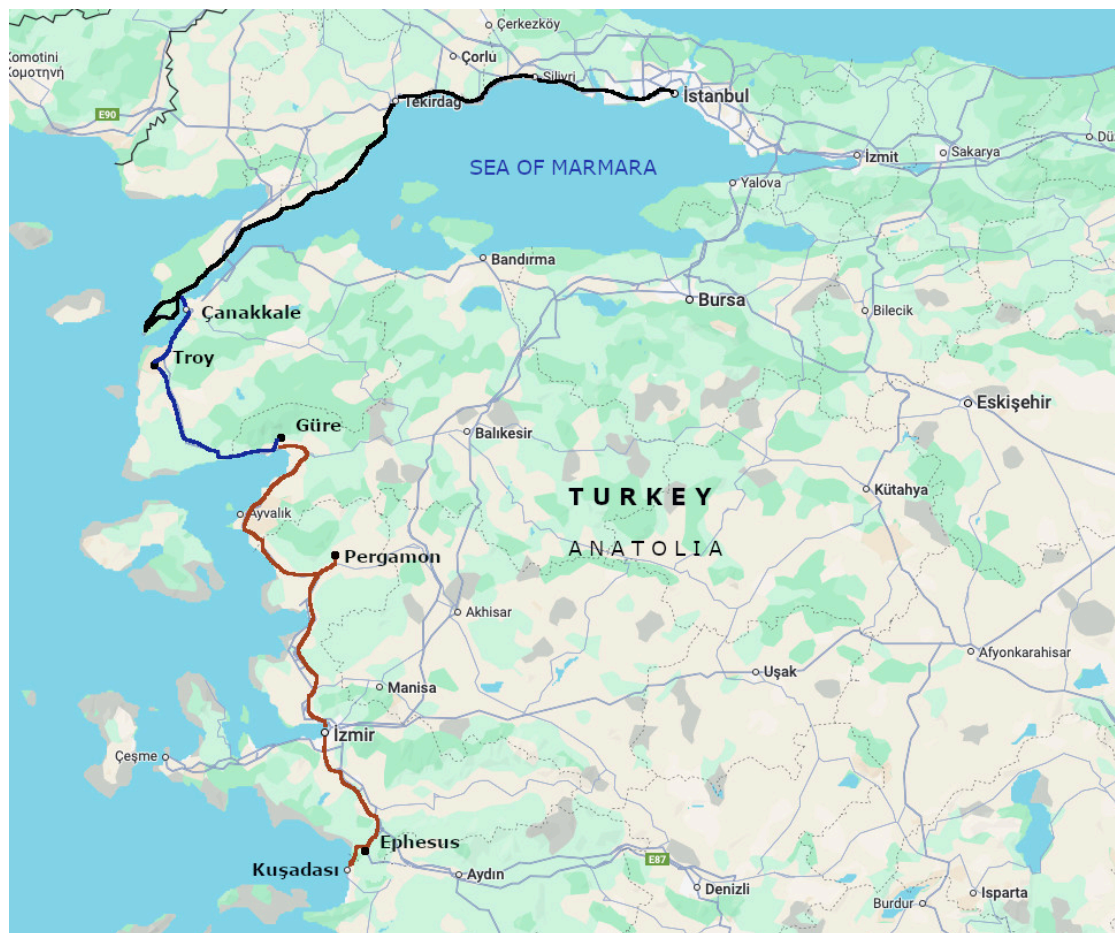 Çerkezköy
Komotini
Κομοτηνή
Çorlu
Silivri
Tekirdağ
İstanbul
E90
Düz
SEA OF MARMARA
İzmit
Sakarya
Yalova
Bandırma
Bursa
Bilecik
Çanakkale
Troy
Eskişehir
Güre
Balıkesir
Kütahya
TURKEY
Ayvalık
ANATOLIA
Pergamon
Akhisar
Afyonkarahisar
Uşak
Manisa
İzmir
Çeşme
Ephesus
E87
Kuşadası
Aydın
Denizli
Isparta
Burdur